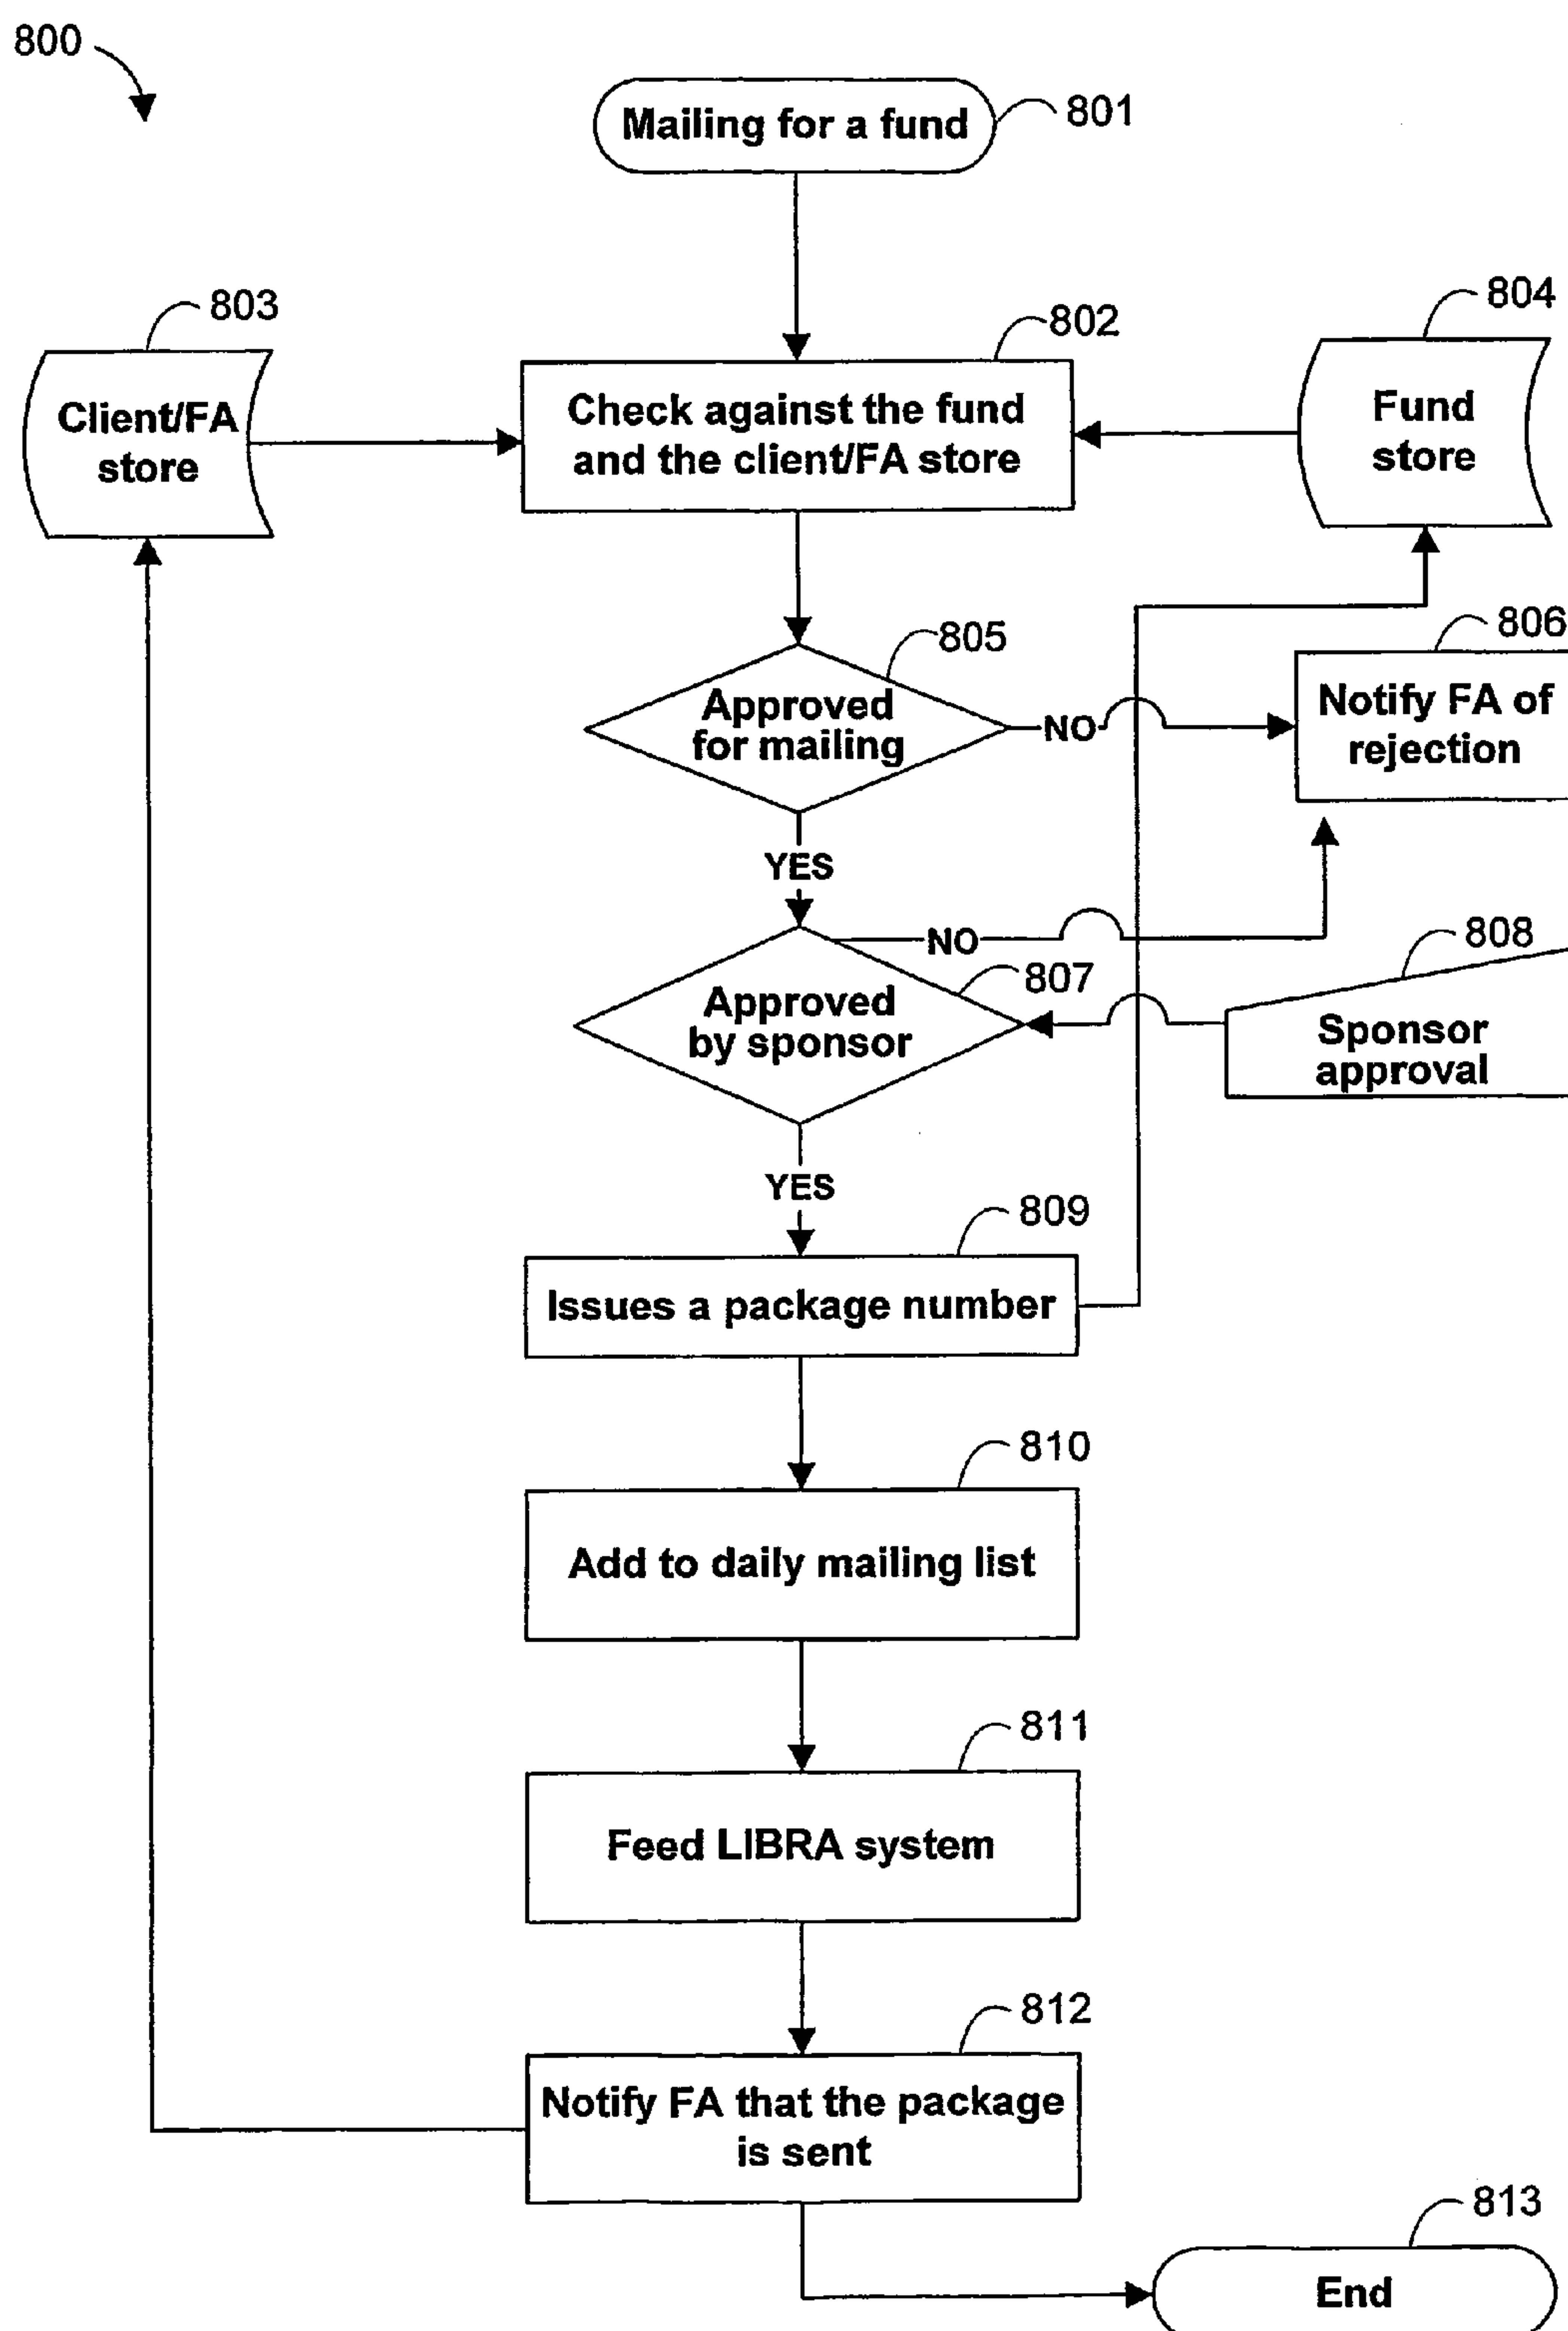 800
Mailing for a fund
801
803
802
804
Client/FA
store
Check against the fund
and the client/FA store
Fund
store
805
806
Approved
for mailing
NO
Notify FA of
rejection
YES
NO
808
807
Approved
by sponsor
Sponsor
approval
YES
809
Issues a package number
810
Add to daily mailing list
811
Feed LIBRA system
812
Notify FA that the package
is sent
813
End